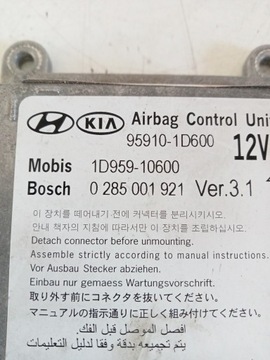 KIA Airbag Control Uni
95910-1D600 12V
Mobis 1D959-10600
Bosch 0 285 001 921 Ver.3.1
이 장치를 떼어내기 전에 커넥터를 분리시키시오.
안내 책자의 지침에 따라서만 이 장치를 조립하십시오.
Detach connector before unmounting.
Assemble strictly according to manual instructions.
Vor Ausbau Stecker abziehen.
Einbau nur gemaess Wartungsvorschrift.
取り外す前にコネクタを抜いて下さい。
マニュアルの指示通りに正しく組み付けてください。
افصل الموصل قبل الفك.
يتم تجميعه بدقة وفقا لدليل التعليمات